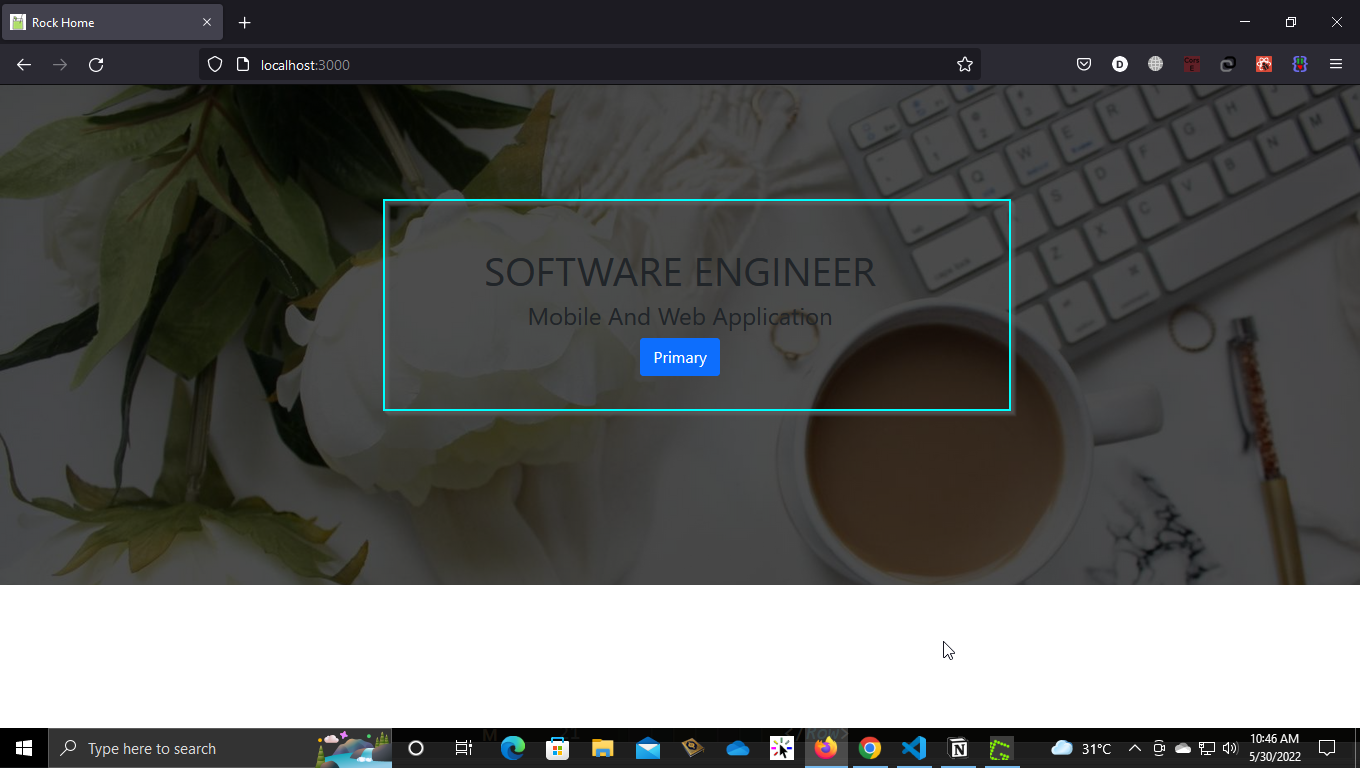 Rock Home
localhost:3000
D
SOFTWARE ENGINEER
Mobile And Web Application
Primary
Type here to search
31°C
10:46 AM
5/30/2022